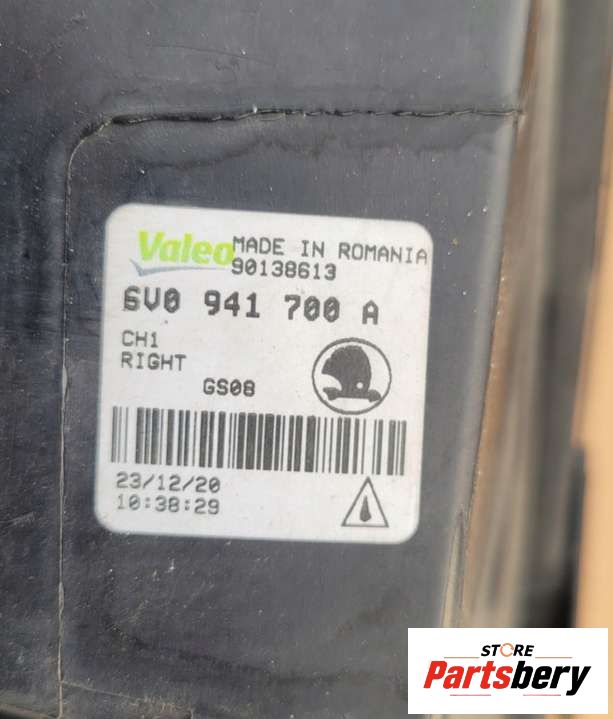 Valeo MADE IN ROMANIA
90138613
6V0 941 700 A
CH1
RIGHT
GS08
23/12/20
10:38:29
STORE
Partsbery